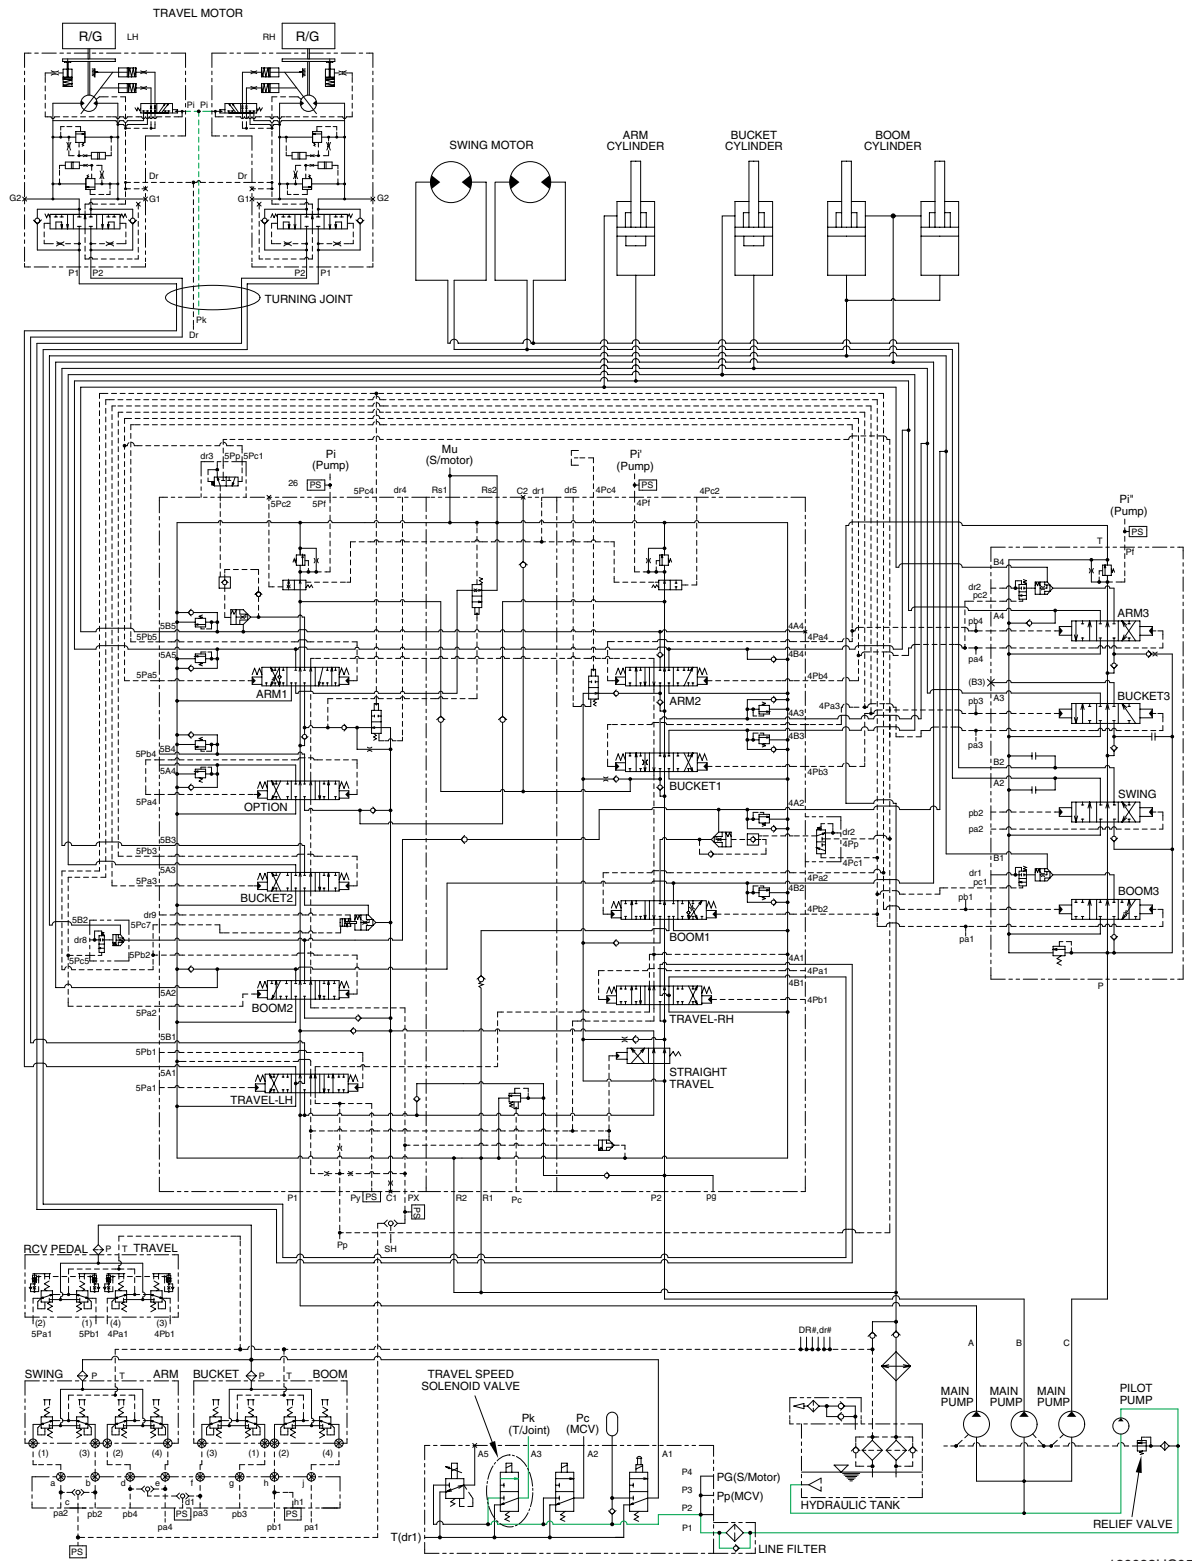 TRAVEL MOTOR
R/G
LH
RH
R/G
Pi
Pi
Dr
Dr
G2
G1
G1
G2
P1
P2
P2
P1
TURNING JOINT
Pk
Dr
SWING MOTOR
ARM
CYLINDER
BUCKET
CYLINDER
BOOM
CYLINDER
dr3
5Pp
5Pc1
Pi
(Pump)
26
PS
5Pc2
5Pf
5Pc4
dr4
Mu
(S/motor)
Rs1
Rs2
C2
dr1
dr5
4Pc4
Pi'
(Pump)
PS
4Pf
4Pc2
Pi"
(Pump)
PS
T
Pf
B4
dr2
pc2
A4
pb4
ARM3
pa4
(B3)
A3
pb3
BUCKET3
pa3
B2
A2
pb2
SWING
pa2
B1
dr1
pc1
pb1
BOOM3
pa1
P
5B5
5Pb5
5A5
5Pa5
ARM1
5B4
5Pb4
5A4
5Pa4
OPTION
5B3
5Pb3
5A3
5Pa3
BUCKET2
5B2
dr9
5Pc7
dr8
5Pc5
5Pb2
5A2
5Pa2
BOOM2
5B1
5Pb1
5A1
5Pa1
TRAVEL-LH
4A4
4Pa4
4B4
4Pb4
ARM2
4A3
4Pa3
4B3
4Pb3
BUCKET1
4A2
dr2
4Pp
4Pc1
4Pa2
4B2
4Pb2
BOOM1
4A1
4Pa1
4B1
4Pb1
TRAVEL-RH
STRAIGHT
TRAVEL
P1
Py
PS
C1
PX
PS
R2
R1
Pc
P2
pg
Pp
SH
RCV PEDAL
P
T
TRAVEL
(2)
(1)
(4)
(3)
5Pa1
5Pb1
4Pa1
4Pb1
SWING
P
T
ARM
BUCKET
P
T
BOOM
(1)
(3)
(2)
(4)
(3)
(1)
(2)
(4)
a
b
d
e
f
g
h
j
c
d1
PS
h1
PS
pa2
pb2
pb4
pa4
pa3
pb3
pb1
pa1
PS
TRAVEL SPEED
SOLENOID VALVE
Pk
(T/Joint)
Pc
(MCV)
A5
A3
A2
A1
T(dr1)
P4
PG(S/Motor)
P3
Pp(MCV)
P2
P1
LINE FILTER
DR#,dr#
HYDRAULIC TANK
A
B
C
MAIN
PUMP
MAIN
PUMP
MAIN
PUMP
PILOT
PUMP
RELIEF VALVE